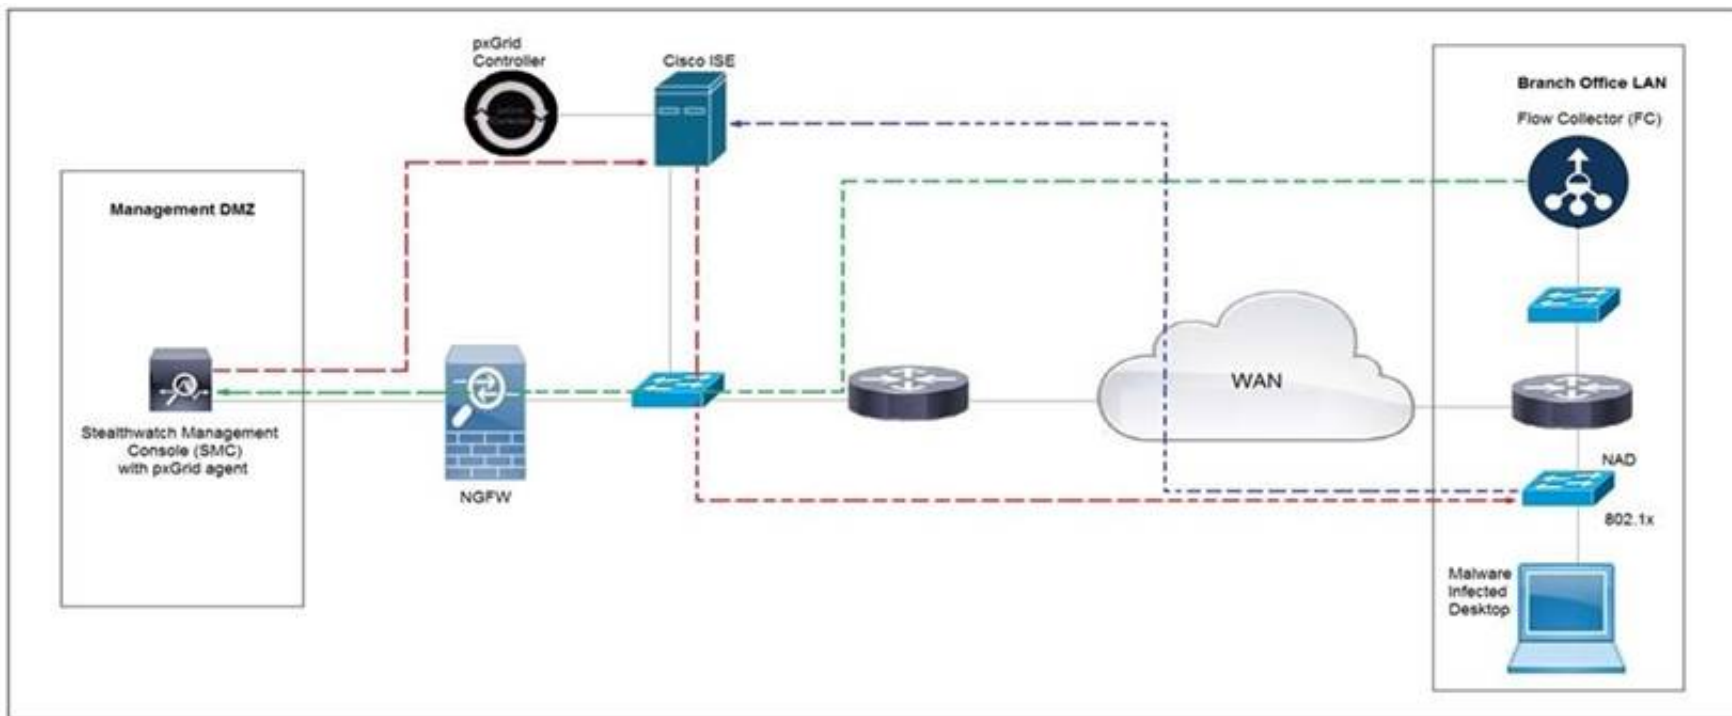 pxGrid
Controller
Cisco ISE
Branch Office LAN
Flow Collector (FC)
Management DMZ
WAN
Stealthwatch Management
Console (SMC)
with pxGrid agent
NGFW
NAD
802.1x
Malware
Infected
Desktop